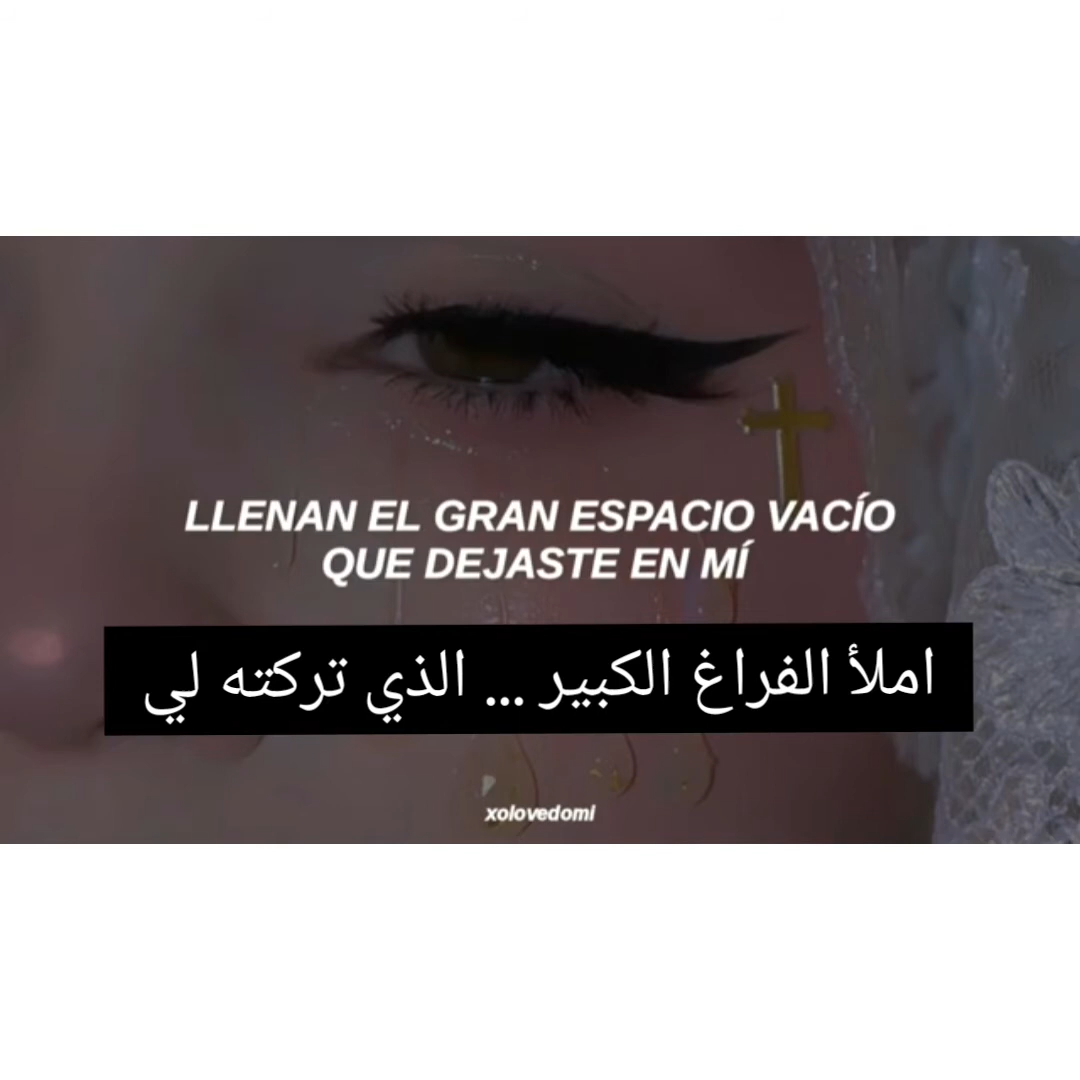 LLENAN EL GRAN ESPACIO VACÍO
QUE DEJASTE EN MÍ
املأ الفراغ الكبير ... الذي تركته لي
xolovedomi